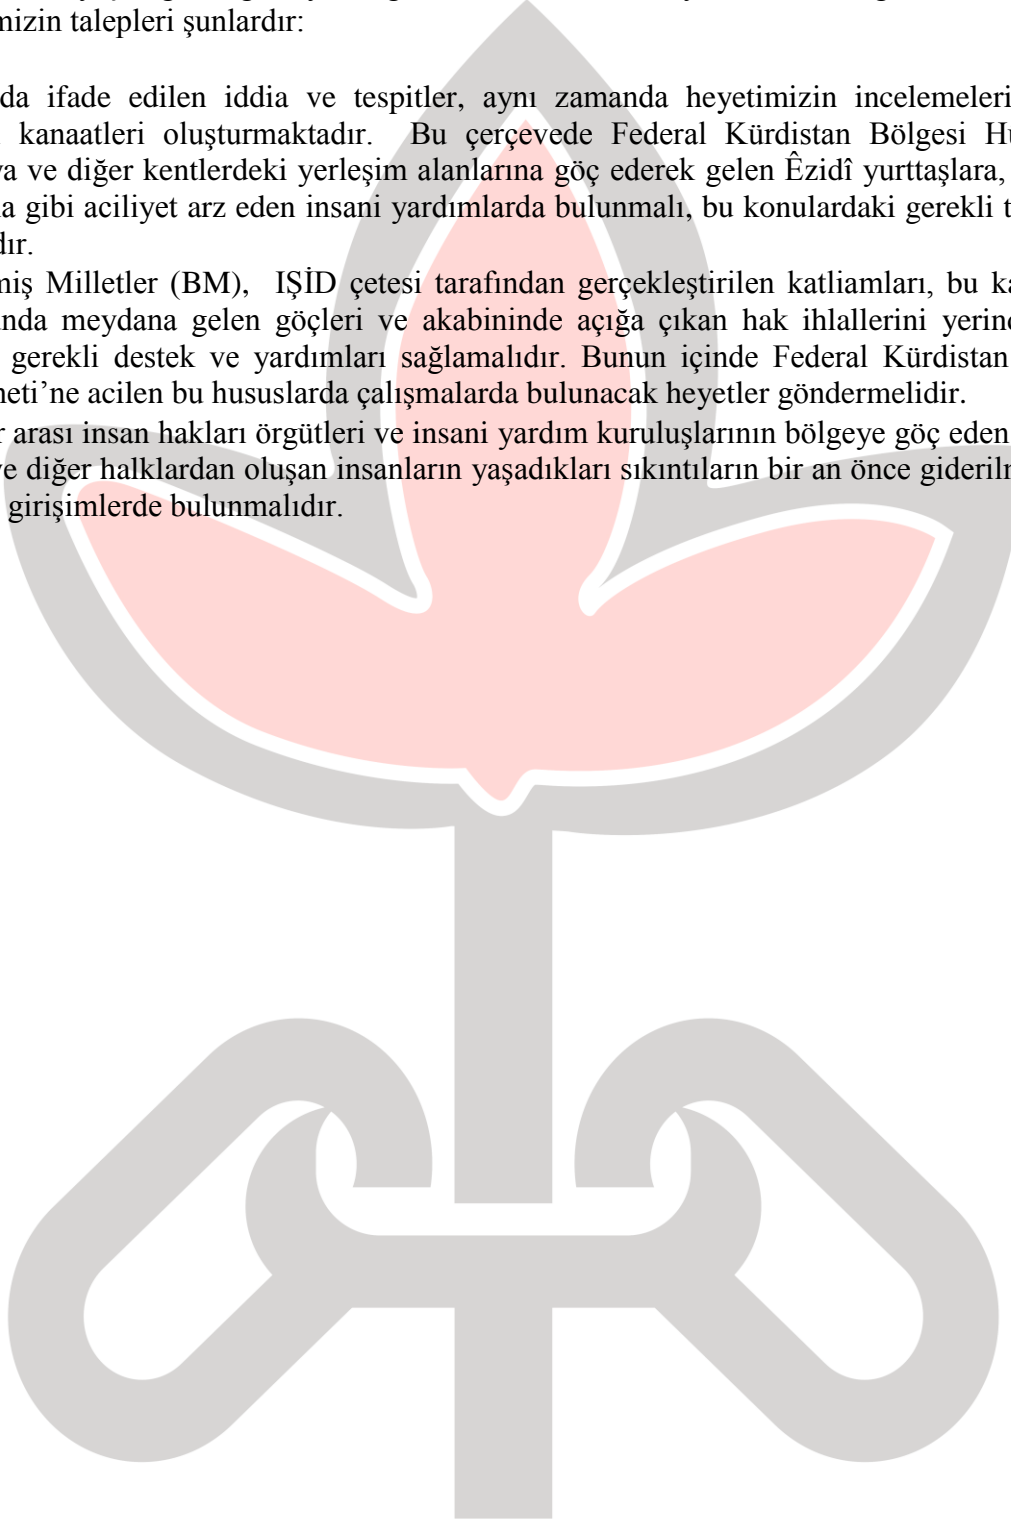 mizin talepleri şunlardır:
da ifade edilen iddia ve tespitler, aynı zamanda heyetimizin incelemeleri
kanaatleri oluşturmaktadır. Bu çerçevede Federal Kürdistan Bölgesi Hü
va ve diğer kentlerdeki yerleşim alanlarına göç ederek gelen Êzidî yurttaşlara,
na gibi aciliyet arz eden insani yardımlarda bulunmalı, bu konulardaki gerekli t
dır.
miş Milletler (BM), IŞİD çetesi tarafından gerçekleştirilen katliamları, bu ka
unda meydana gelen göçleri ve akabininde açığa çıkan hak ihlallerini yerin
gerekli destek ve yardımları sağlamalıdır. Bunun içinde Federal Kürdistan
neti’ne acilen bu hususlarda çalışmalarda bulunacak heyetler göndermelidir.
r arası insan hakları örgütleri ve insani yardım kuruluşlarının bölgeye göç eden
ve diğer halklardan oluşan insanların yaşadıkları sıkıntıların bir an önce giderilm
girişimlerde bulunmalıdır.